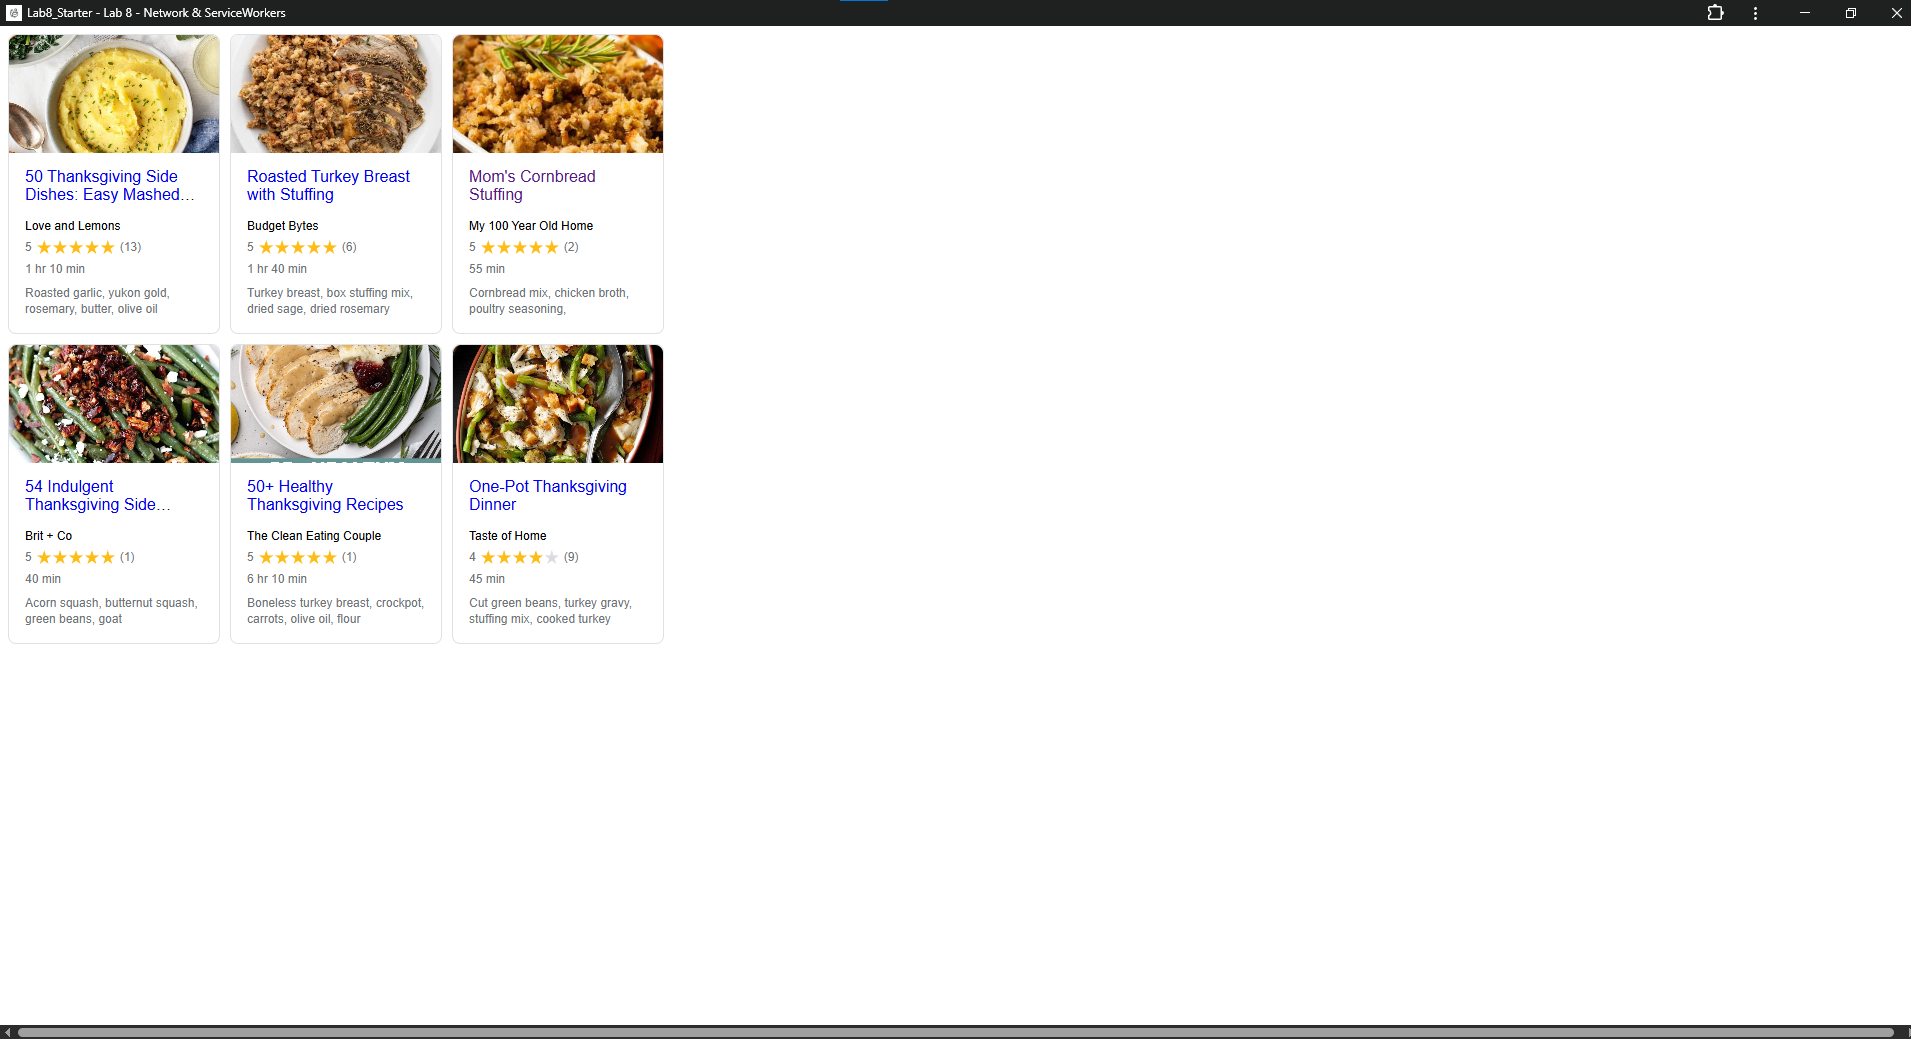 Lab8_Starter - Lab 8 - Network & ServiceWorkers
50 Thanksgiving Side
Dishes: Easy Mashed…
Love and Lemons
5 ★★★★★ (13)
1 hr 10 min
Roasted garlic, yukon gold,
rosemary, butter, olive oil
Roasted Turkey Breast
with Stuffing
Budget Bytes
5 ★★★★★ (6)
1 hr 40 min
Turkey breast, box stuffing mix,
dried sage, dried rosemary
Mom's Cornbread
Stuffing
My 100 Year Old Home
5 ★★★★★ (2)
55 min
Cornbread mix, chicken broth,
poultry seasoning,
54 Indulgent
Thanksgiving Side…
Brit + Co
5 ★★★★★ (1)
40 min
Acorn squash, butternut squash,
green beans, goat
50+ Healthy
Thanksgiving Recipes
The Clean Eating Couple
5 ★★★★★ (1)
6 hr 10 min
Boneless turkey breast, crockpot,
carrots, olive oil, flour
One-Pot Thanksgiving
Dinner
Taste of Home
4 ★★★★★ (9)
45 min
Cut green beans, turkey gravy,
stuffing mix, cooked turkey